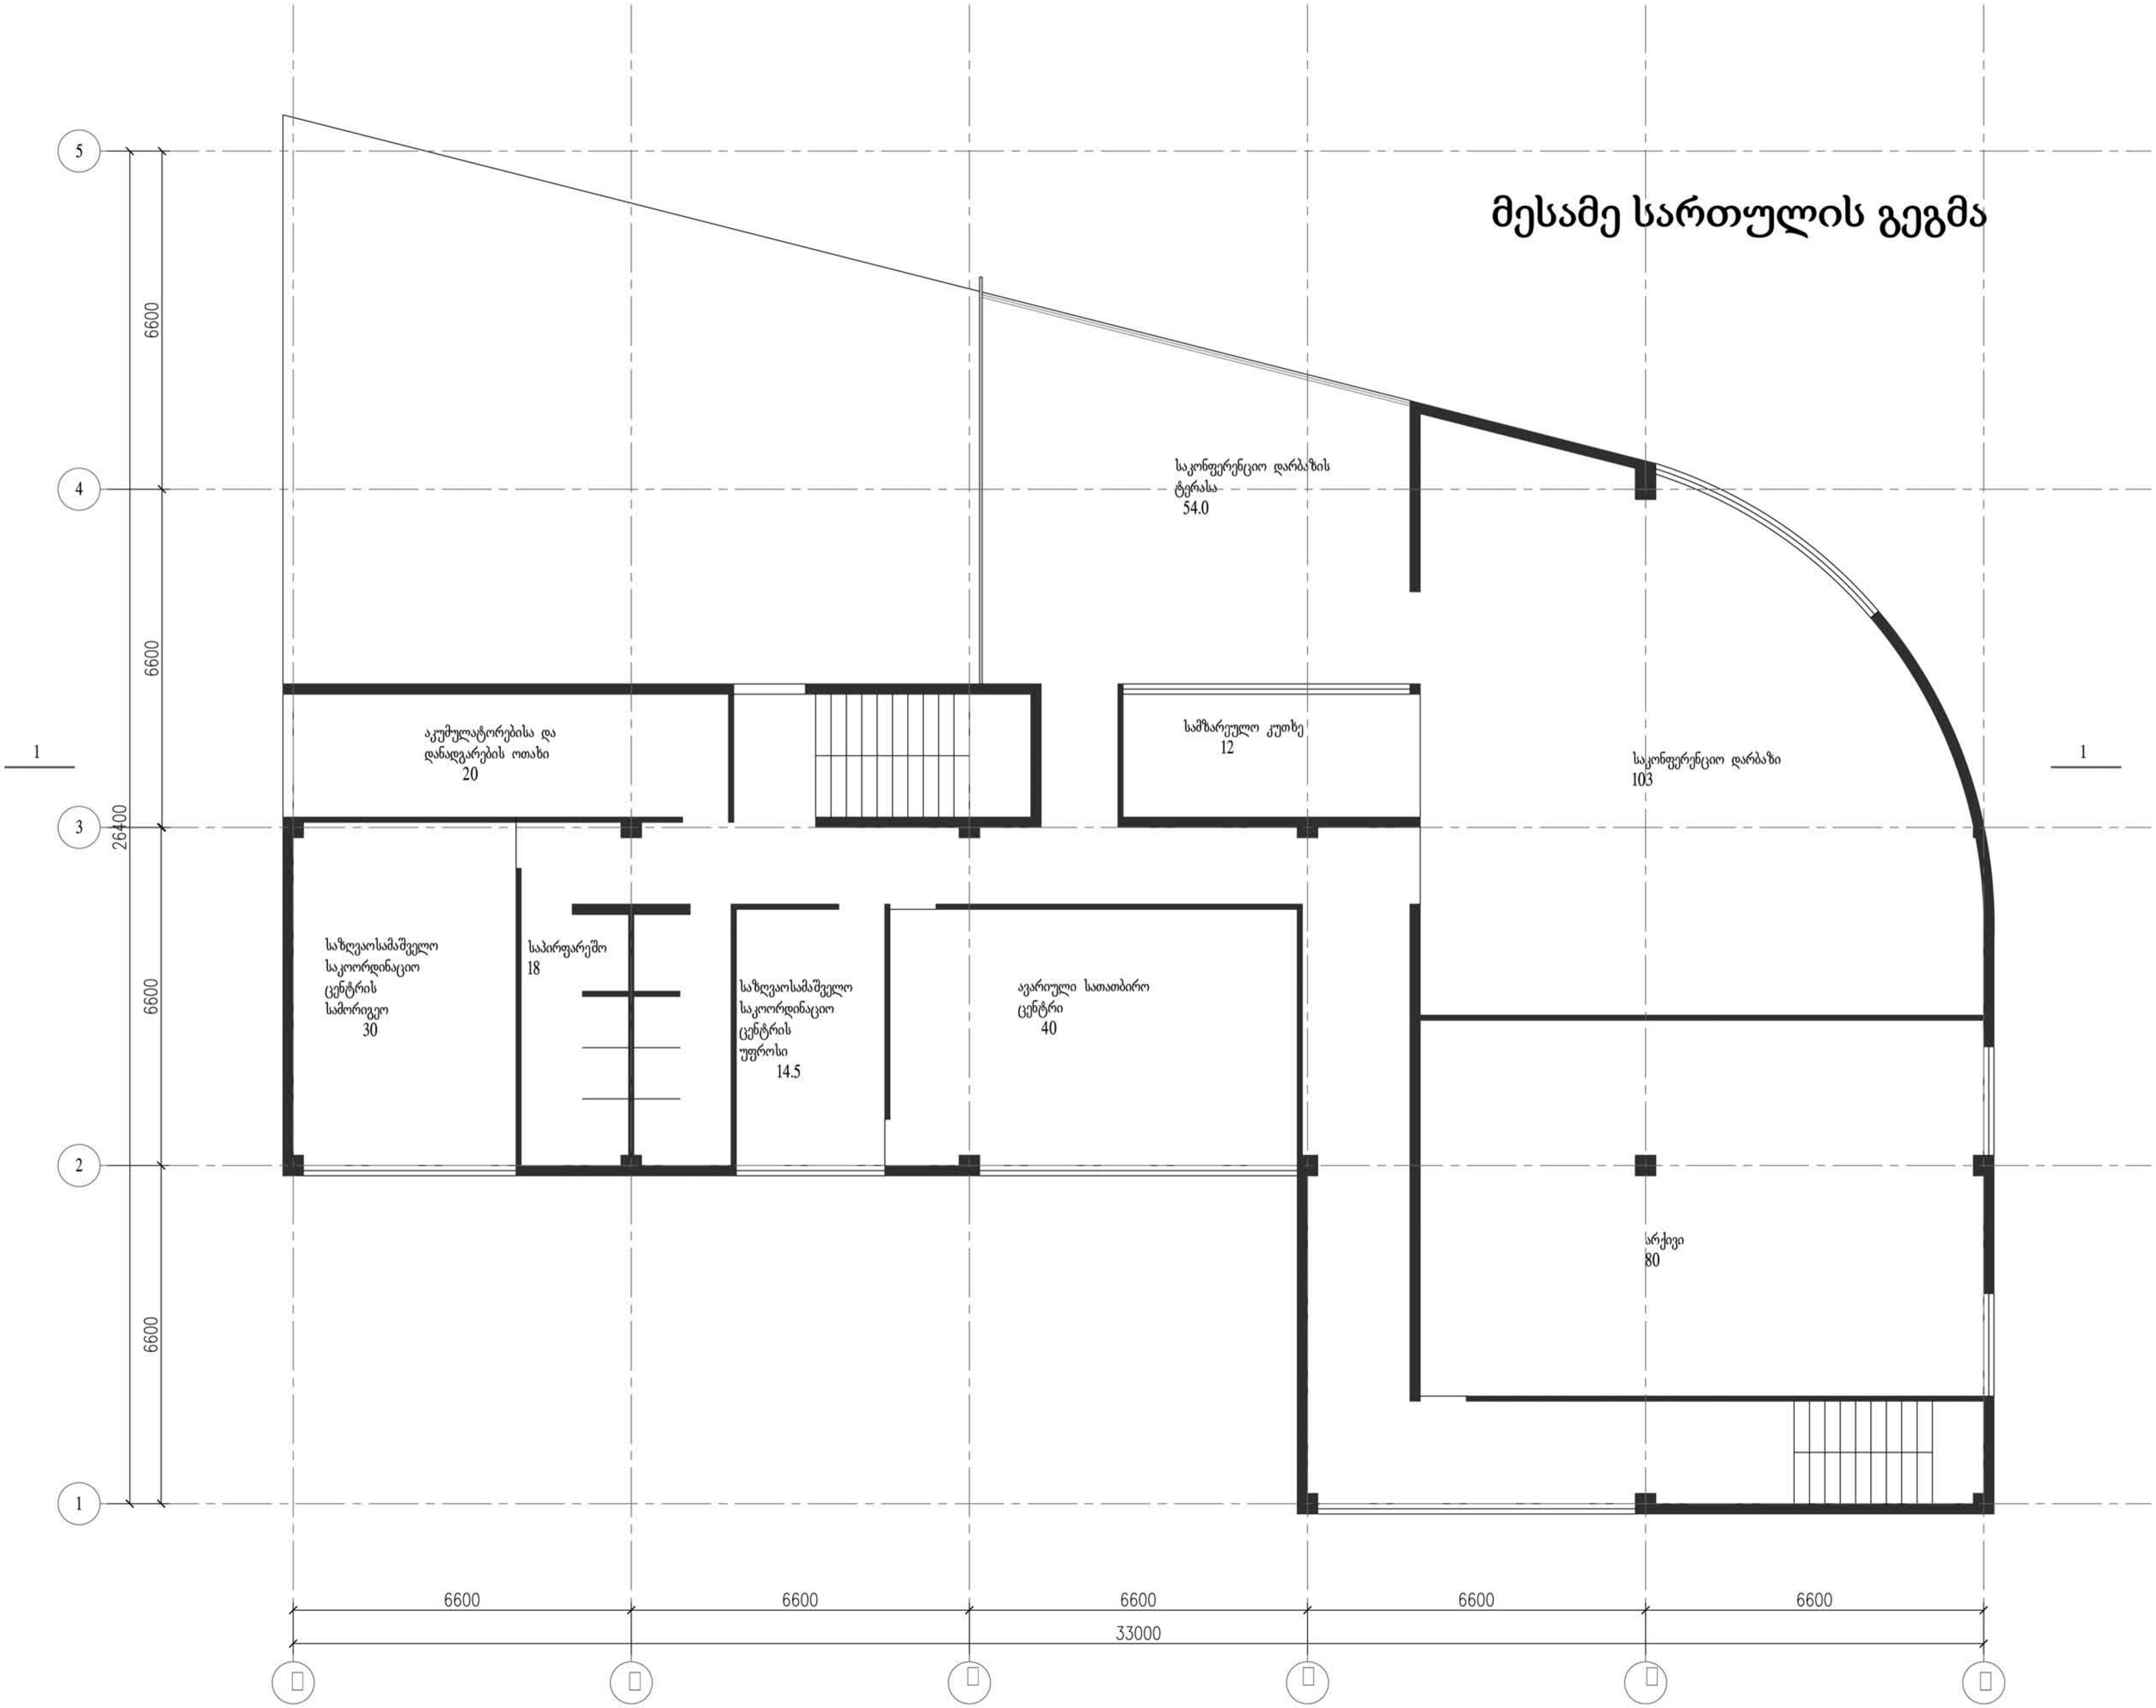 5
მესამე სართულის გეგმა
6600
4
საკონფერენციო დარბაზის
ტერასა
54.0
6600
აკუმულატორებისა და
დანადგარების ოთახი
20
სამზარეულო კუთხე
12
1
1
საკონფერენციო დარბაზი
103
3
26400
საზღვაოსამაშველო
საკოორდინაციო
ცენტრის
სამორიგეო
30
საპირფარეშო
18
საზღვაოსამაშველო
საკოორდინაციო
ცენტრის
უფროსი
14.5
ავარიული სათათბირო
ცენტრი
40
6600
2
არქივი
80
6600
1
6600 6600 6600 6600 6600
33000